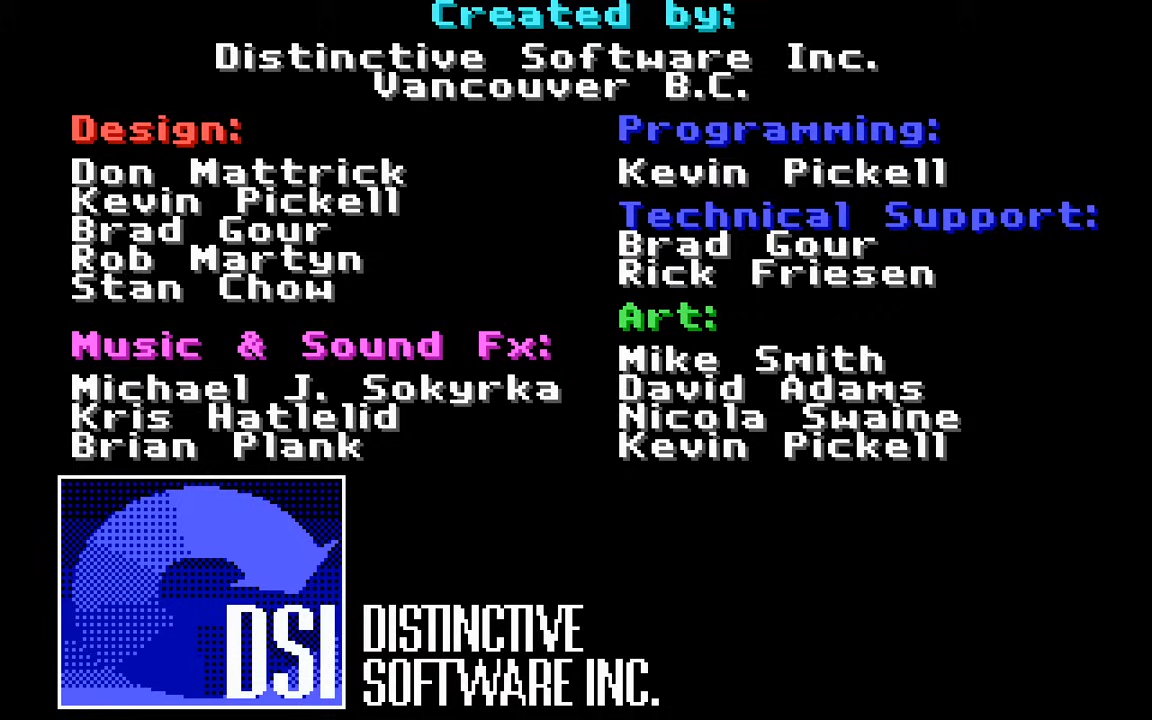 Created by:
Distinctive Software Inc.
Vancouver B.C.
Design:
Don Mattrick
Kevin Pickell
Brad Gour
Rob Martyn
Stan Chow
Music & Sound Fx:
Michael J. Sokyrka
Kris Hatlelid
Brian Plank
Programming:
Kevin Pickell
Technical Support:
Brad Gour
Rick Friesen
Art:
Mike Smith
David Adams
Nicola Swaine
Kevin Pickell
DSI
DISTINCTIVE
SOFTWARE INC.